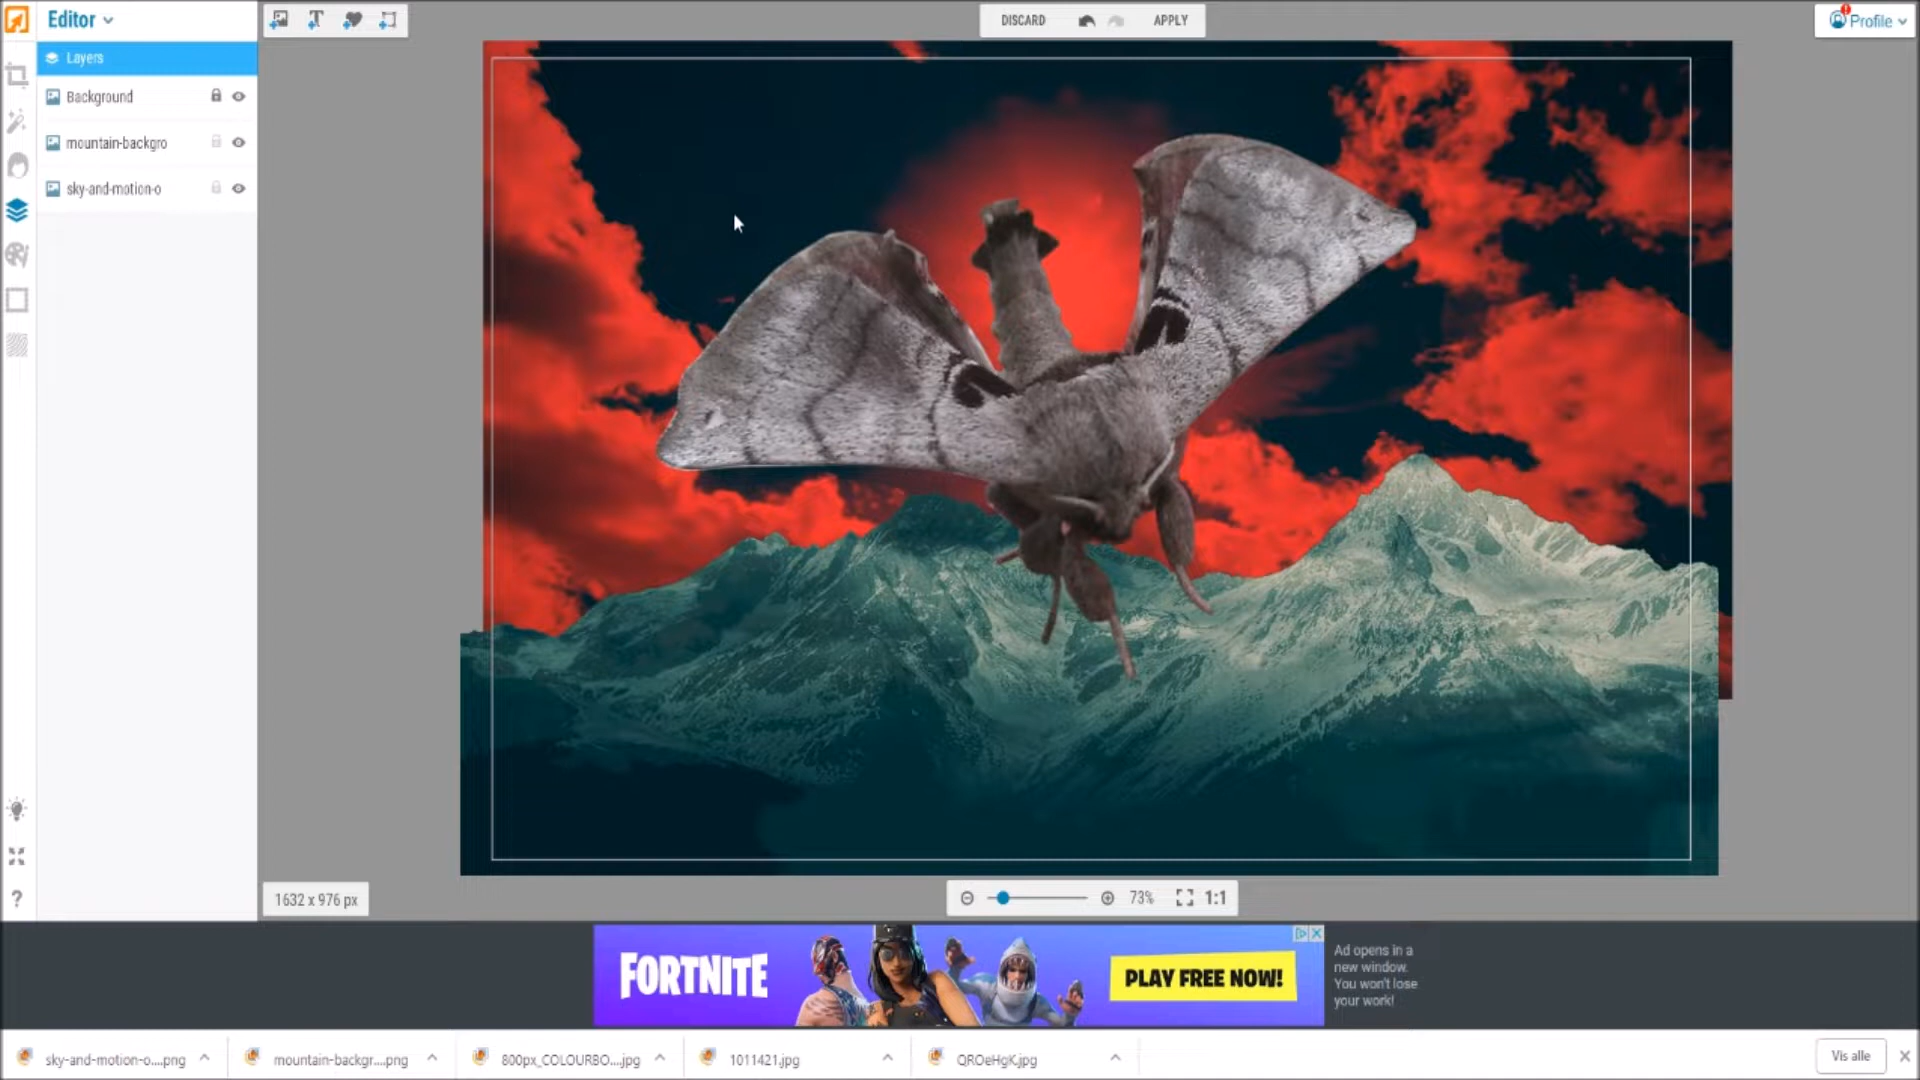 Editor
DISCARD
APPLY
Profile
Layers
Background
mountain-backgro
sky-and-motion-o
1632 x 976 px
73%
1:1
?
FORTNITE
PLAY FREE NOW!
Ad opens in a
new window.
You won't lose
your work!
sky-and-motion-o....png
mountain-backgr....png
800px_COLOURBO....jpg
1011421.jpg
QROeHgK.jpg
Vis alle